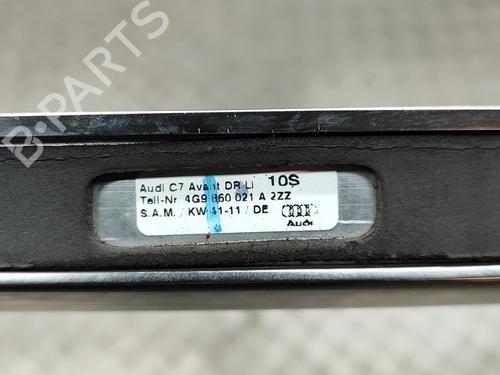 B-PARTS
Audi C7 Avant DR Li 10S
Teil-Nr. 4G9 860 021 A 2ZZ
S.A.M. / KW 41-11 / DE
Audi